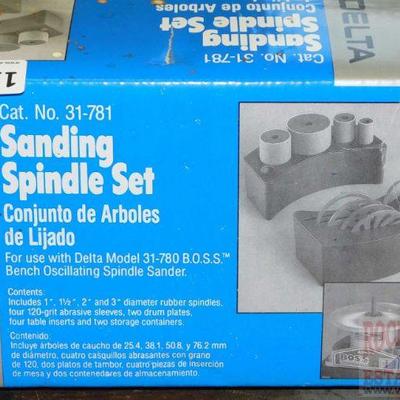 DELTA
Sanding
Spindle Set
Conjunto de Arboles
Cat. No. 31-781
Cat. No. 31-781
Sanding
Spindle Set
Conjunto de Arboles
de Lijado
For use with Delta Model 31-780 B.O.S.S.™
Bench Oscillating Spindle Sander.
Contents:
Includes 1", 1½", 2" and 3" diameter rubber spindles,
four 120-grit abrasive sleeves, two drum plates,
four table inserts and two storage containers.
Contenido:
Incluye árboles de caucho de 25.4, 38.1, 50.8, y 76.2 mm
de diámetro, cuatro casquillos abrasantes con grano
de 120, dos platos de tambor, cuatro piezas de inserción
de mesa y dos contenedores de almacenamiento.
BOSS